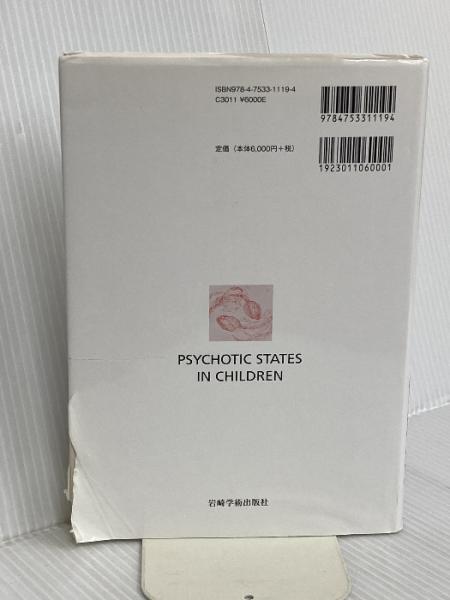 ISBN978-4-7533-1119-4
C3011 ¥6000E
9784753311194
定価（本体6,000円＋税）
1923011060001
PSYCHOTIC STATES
IN CHILDREN
岩崎学術出版社